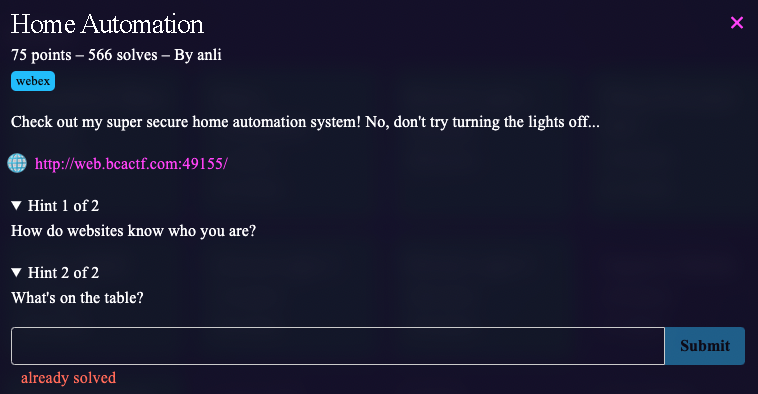 Home Automation
×
75 points – 566 solves – By anli
webex
Check out my super secure home automation system! No, don't try turning the lights off...
http://web.bcactf.com:49155/
▼ Hint 1 of 2
How do websites know who you are?
▼ Hint 2 of 2
What's on the table?
Submit
already solved